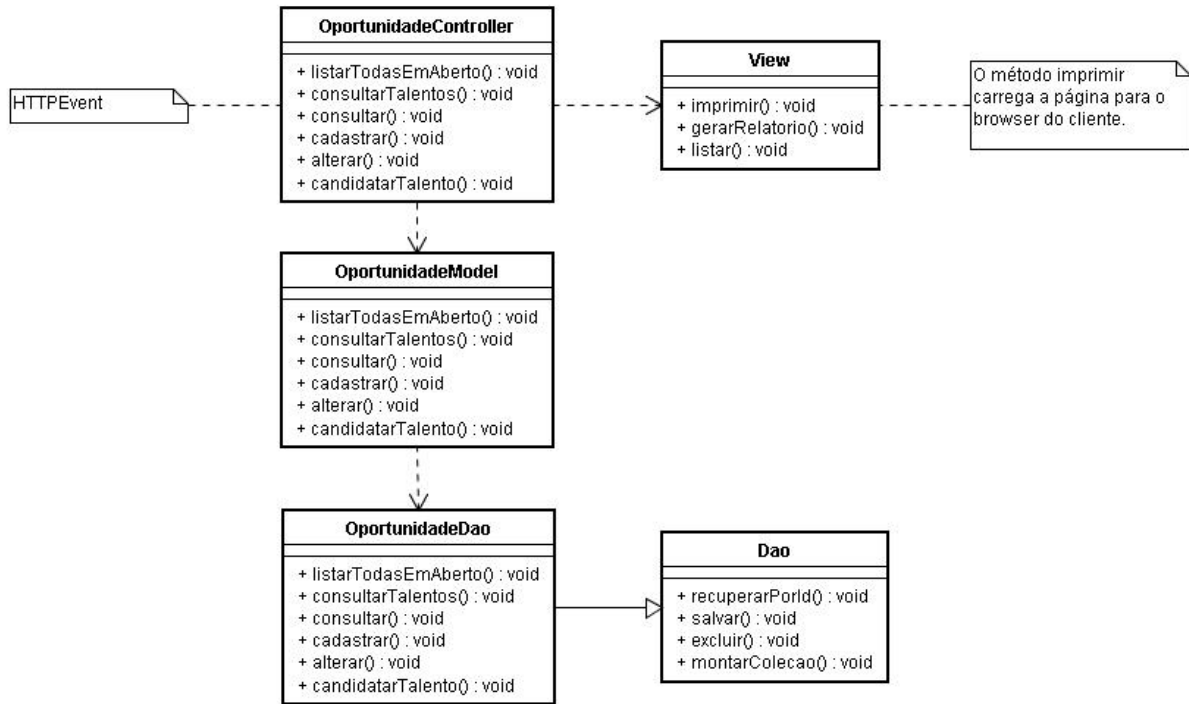 OportunidadeController
+ listarTodasEmAberto() : void
+ consultarTalentos() : void
+ consultar() : void
+ cadastrar() : void
+ alterar() : void
+ candidatarTalento() : void
HTTPEvent
View
+ imprimir() : void
+ gerarRelatorio() : void
+ listar() : void
O método imprimir
carrega a página para o
browser do cliente.
OportunidadeModel
+ listarTodasEmAberto() : void
+ consultarTalentos() : void
+ consultar() : void
+ cadastrar() : void
+ alterar() : void
+ candidatarTalento() : void
OportunidadeDao
+ listarTodasEmAberto() : void
+ consultarTalentos() : void
+ consultar() : void
+ cadastrar() : void
+ alterar() : void
+ candidatarTalento() : void
Dao
+ recuperarPorId() : void
+ salvar() : void
+ excluir() : void
+ montarColecao() : void